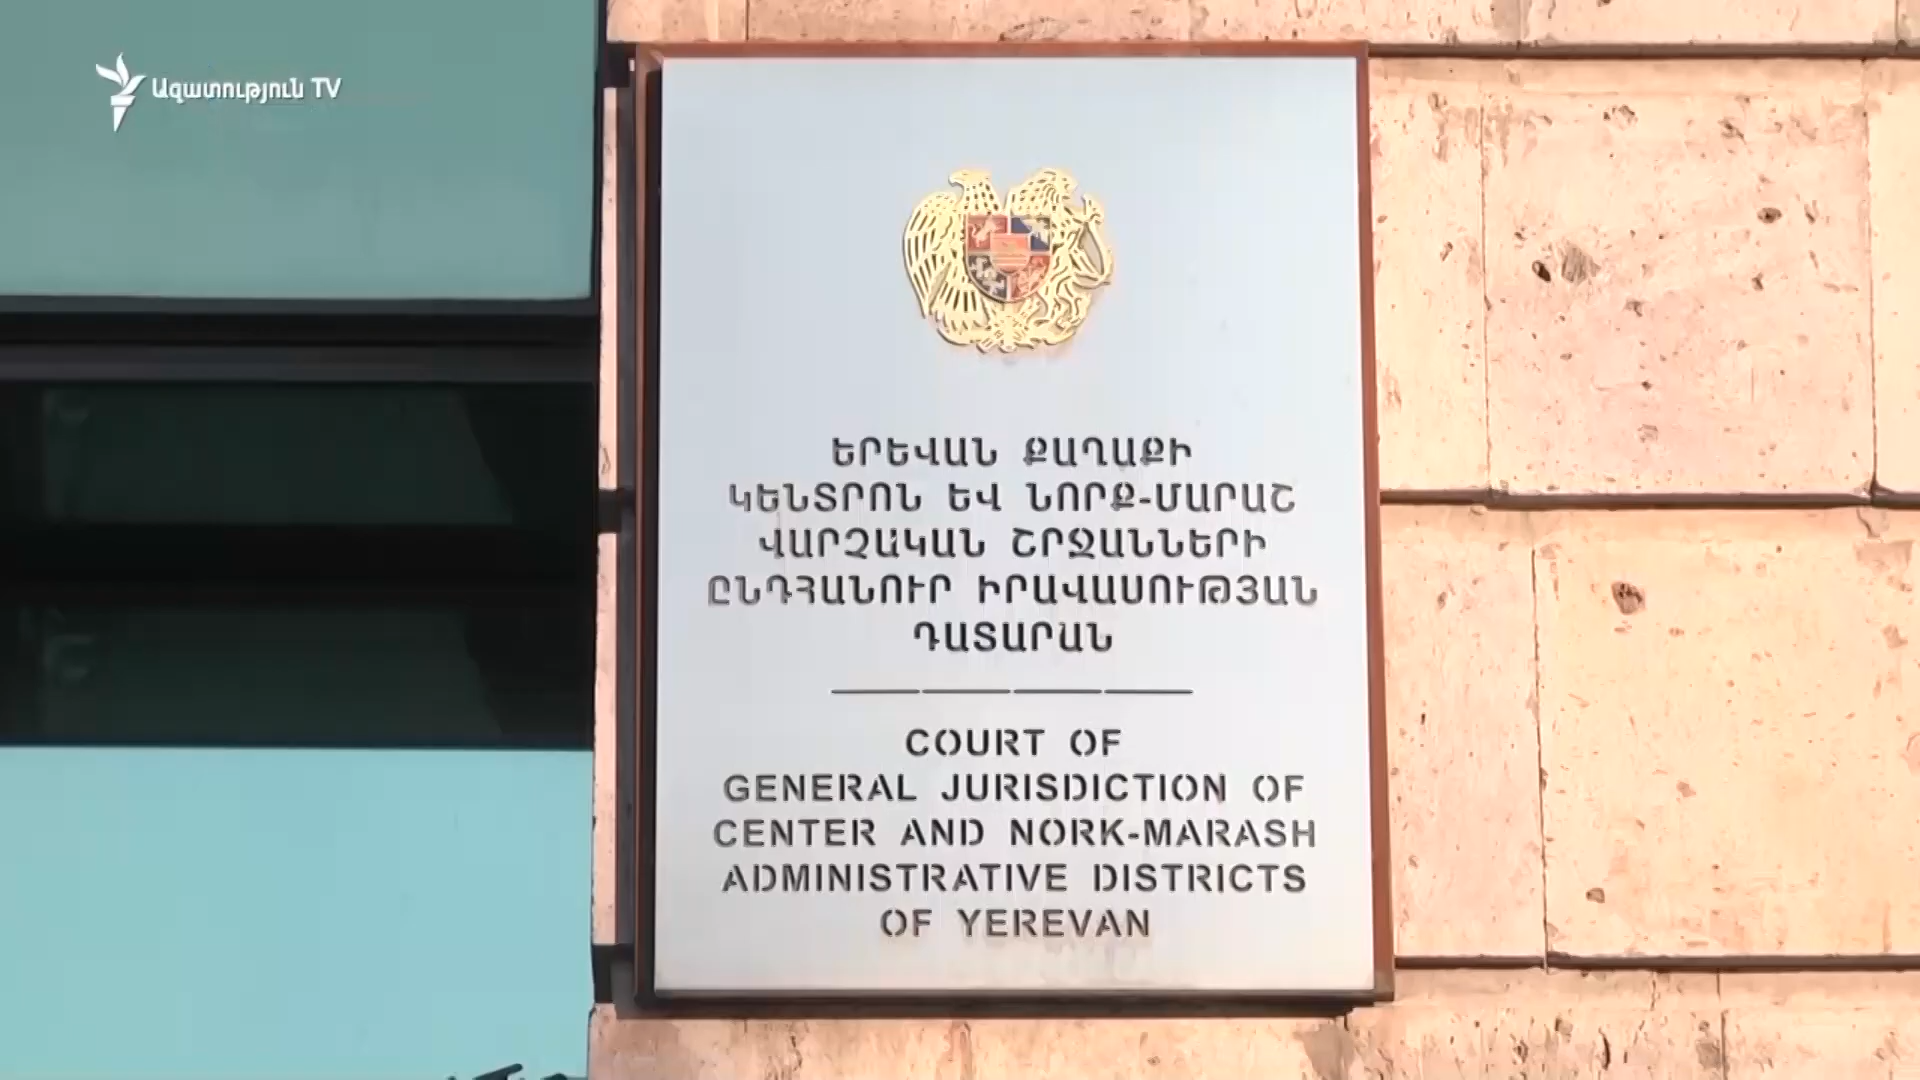 Ազատություն TV
ԵՐԵՎԱՆ ՔԱՂԱՔԻ
ԿԵՆՏՐՈՆ ԵՎ ՆՈՐՔ-ՄԱՐԱՇ
ՎԱՐՉԱԿԱՆ ՇՐՋԱՆՆԵՐԻ
ԸՆԴՀԱՆՈՒՐ ԻՐԱՎԱՍՈՒԹՅԱՆ
ԴԱՏԱՐԱՆ
COURT OF
GENERAL JURISDICTION OF
CENTER AND NORK-MARASH
ADMINISTRATIVE DISTRICTS
OF YEREVAN